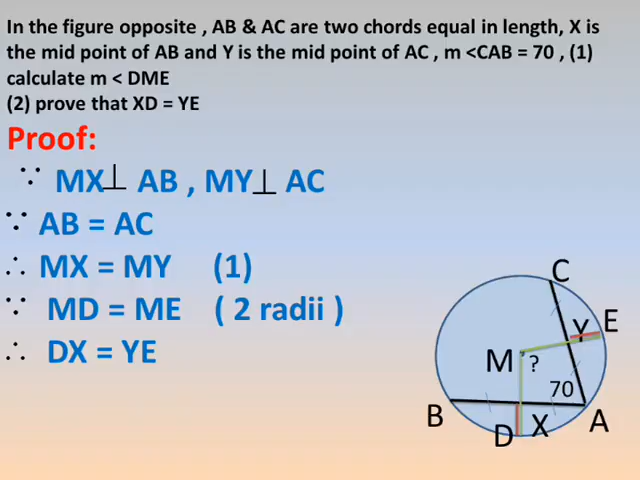 In the figure opposite , AB & AC are two chords equal in length, X is
the mid point of AB and Y is the mid point of AC , m <CAB = 70 , (1)
calculate m < DME
(2) prove that XD = YE
Proof:
∵ MX⊥ AB , MY⊥ AC
∵ AB = AC
∴ MX = MY (1)
∵ MD = ME ( 2 radii )
∴ DX = YE
C
Y E
M ?
70
B
D X A